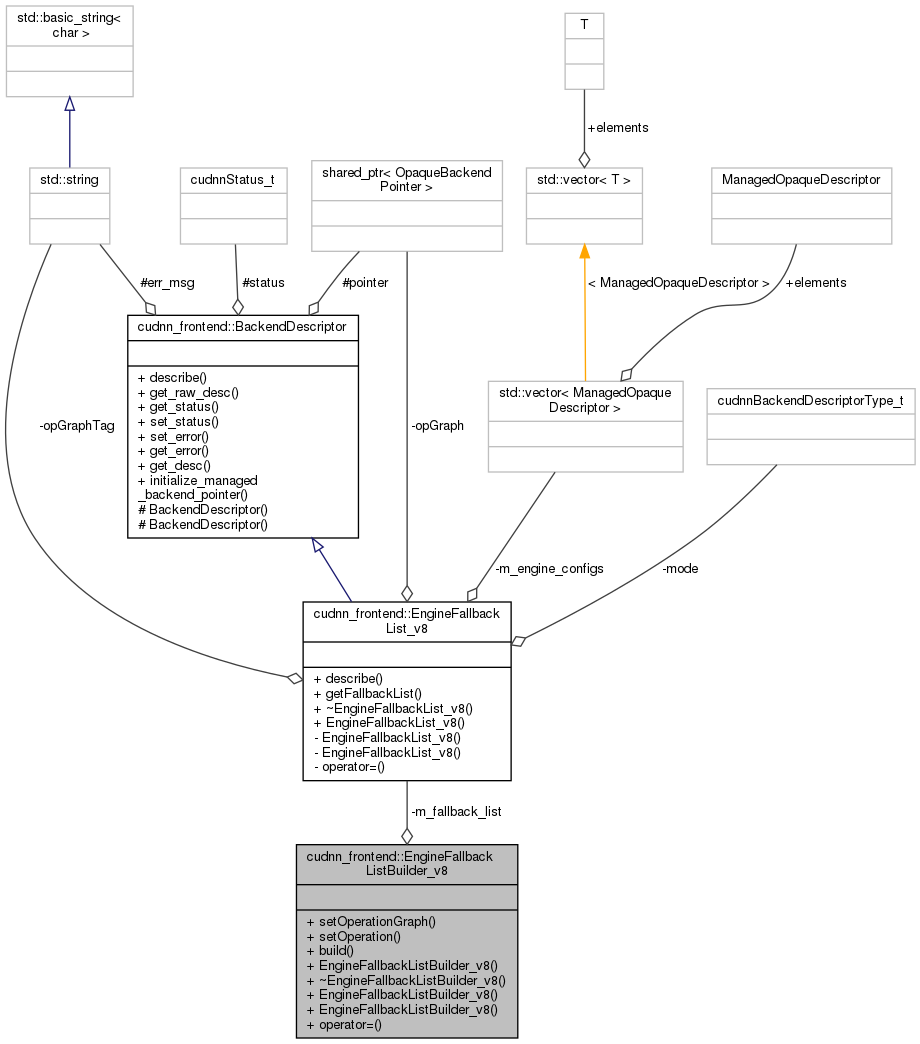 std::basic_string<
char >
T
+elements
std::string
cudnnStatus_t
shared_ptr< OpaqueBackend
Pointer >
std::vector< T >
ManagedOpaqueDescriptor
#err_msg
#status
#pointer
< ManagedOpaqueDescriptor >
+elements
cudnn_frontend::BackendDescriptor
+ describe()
+ get_raw_desc()
+ get_status()
+ set_status()
+ set_error()
+ get_error()
+ get_desc()
+ initialize_managed
_backend_pointer()
# BackendDescriptor()
# BackendDescriptor()
std::vector< ManagedOpaque
Descriptor >
cudnnBackendDescriptorType_t
-opGraphTag
-opGraph
-m_engine_configs
-mode
cudnn_frontend::EngineFallback
List_v8
+ describe()
+ getFallbackList()
+ ~EngineFallbackList_v8()
+ EngineFallbackList_v8()
- EngineFallbackList_v8()
- EngineFallbackList_v8()
- operator=()
-m_fallback_list
cudnn_frontend::EngineFallback
ListBuilder_v8
+ setOperationGraph()
+ setOperation()
+ build()
+ EngineFallbackListBuilder_v8()
+ ~EngineFallbackListBuilder_v8()
+ EngineFallbackListBuilder_v8()
+ EngineFallbackListBuilder_v8()
+ operator=()